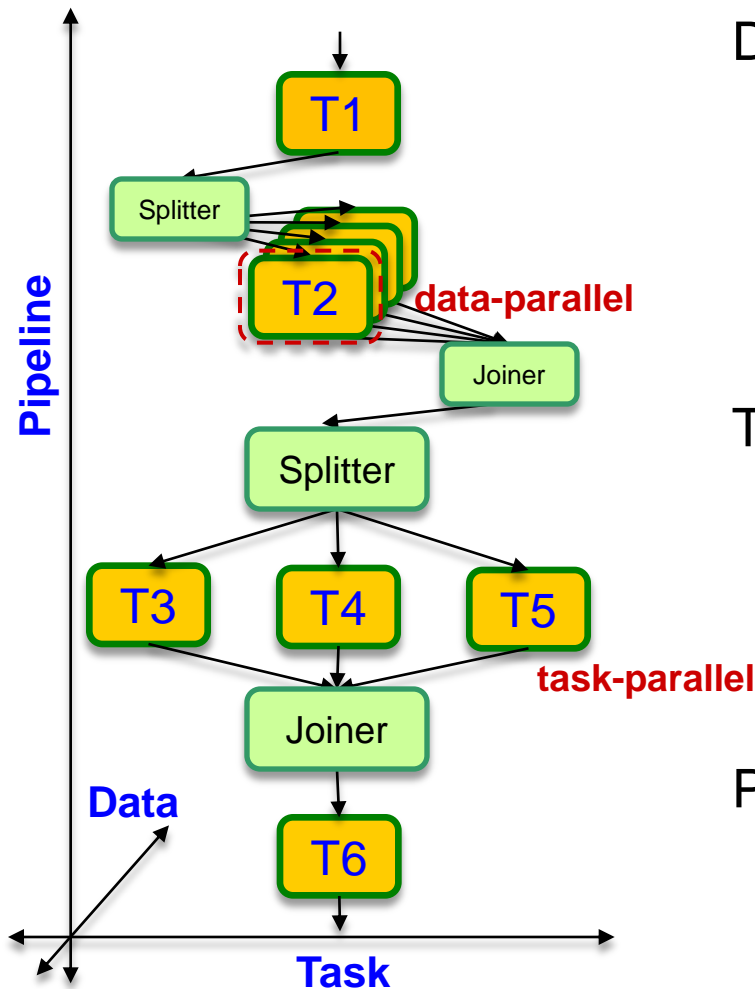 D
T1
Splitter
T2
data-parallel
Joiner
Pipeline
T
Splitter
T3
T4
T5
task-parallel
Joiner
P
Data
T6
Task